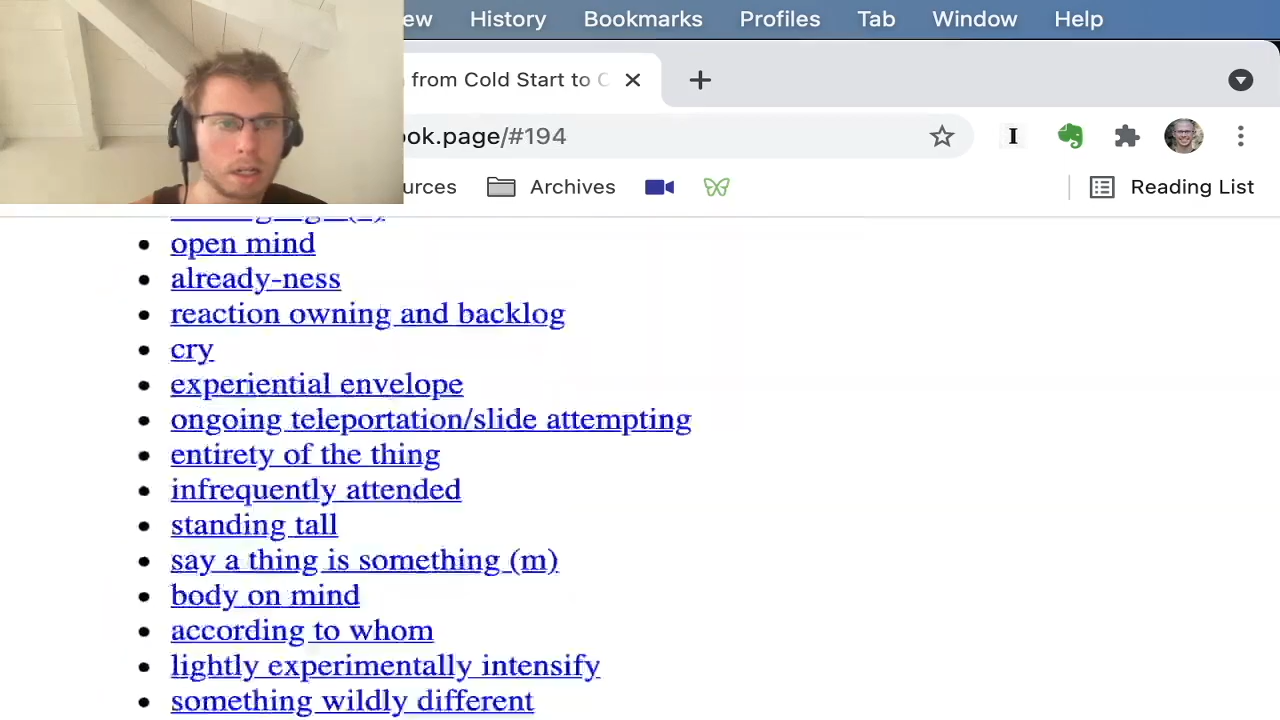 History Bookmarks Profiles Tab Window Help
from Cold Start to
ok.page/#194
Archives
Reading List
open mind
already-ness
reaction owning and backlog
cry
experiential envelope
ongoing teleportation/slide attempting
entirety of the thing
infrequently attended
standing tall
say a thing is something (m)
body on mind
according to whom
lightly experimentally intensify
something wildly different